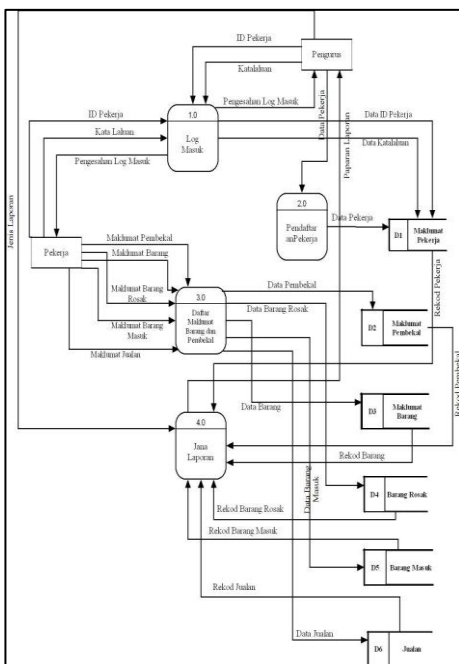 ID Pekerja
Pengurus
Katalaluan
Pengesahan Log Masuk
1.0
Log
Masuk
ID Pekerja
Kata Laluan
Pengesahan Log Masuk
Data Pekerja
Paparan Laporan
Data ID Pekerja
Data Katalaluan
2.0
Pendaftar
anPekerja
Data Pekerja
D1
Maklumat
Pekerja
Jenis Laporan
Pekerja
Maklumat Pembekal
Maklumat Barang
Maklumat Barang
Rosak
Maklumat Barang
Masuk
Maklumat Jualan
3.0
Daftar
Maklumat
Barang dan
Pembekal
Data Pembekal
Rekod Pekerja
Data Barang Rosak
D2
Maklumat
Pembekal
Rekod Pembekal
Data Barang
D3
Maklumat
Barang
4.0
Jana
Laporan
Rekod Barang
Data Barang
Masuk
D4
Barang Rosak
Rekod Barang Rosak
Rekod Barang Masuk
D5
Barang Masuk
Rekod Jualan
Data Jualan
D6
Jualan